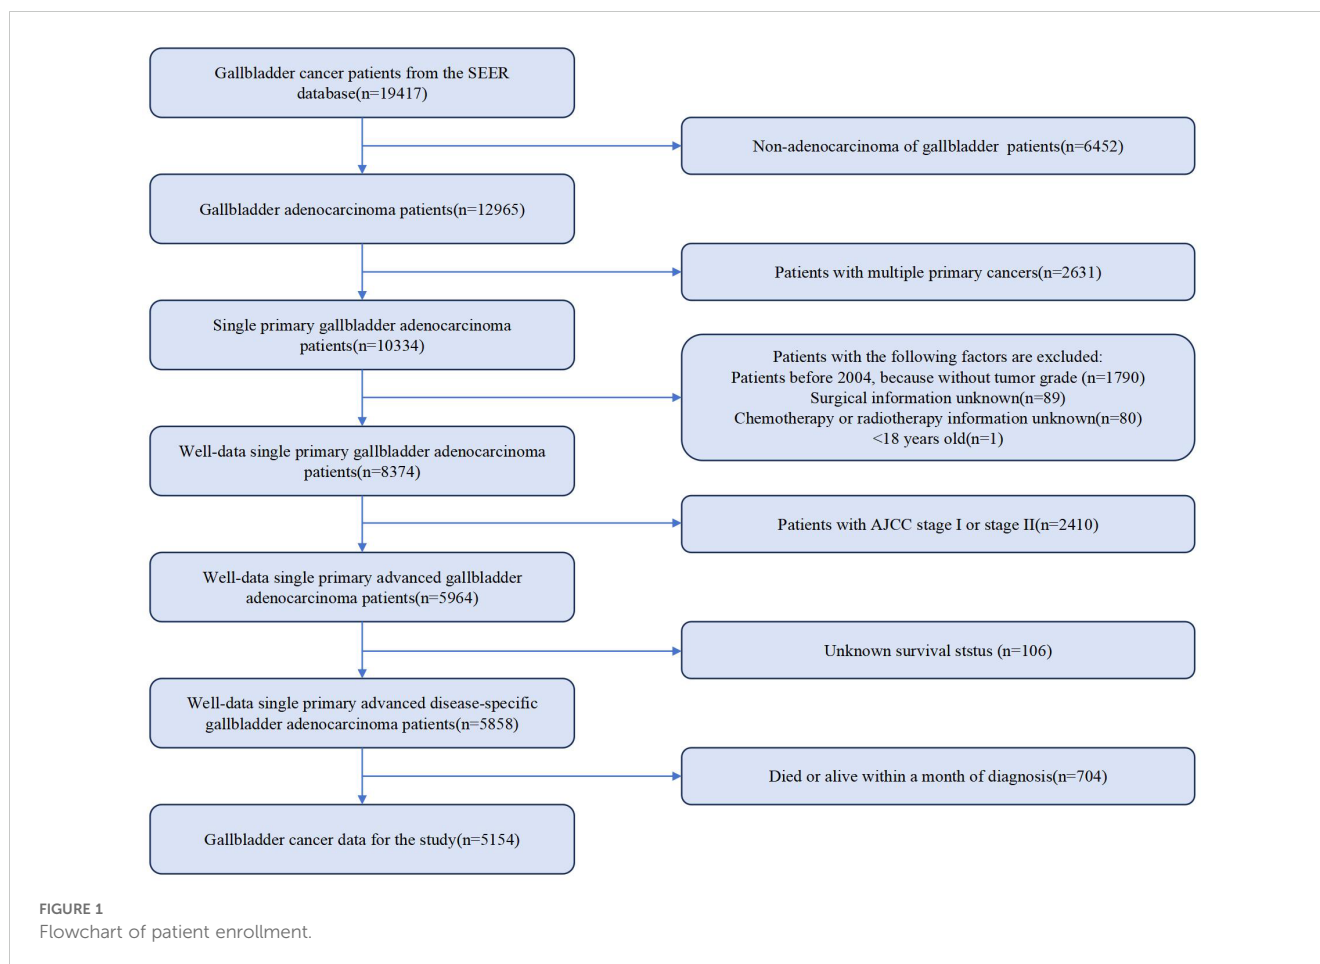 Gallbladder cancer patients from the SEER
database(n=19417)
Non-adenocarcinoma of gallbladder patients(n=6452)
Gallbladder adenocarcinoma patients(n=12965)
Patients with multiple primary cancers(n=2631)
Single primary gallbladder adenocarcinoma
patients(n=10334)
Patients with the following factors are excluded:
Patients before 2004, because without tumor grade (n=1790)
Surgical information unknown(n=89)
Chemotherapy or radiotherapy information unknown(n=80)
<18 years old(n=1)
Well-data single primary gallbladder adenocarcinoma
patients(n=8374)
Patients with AJCC stage I or stage II(n=2410)
Well-data single primary advanced gallbladder
adenocarcinoma patients(n=5964)
Unknown survival ststus (n=106)
Well-data single primary advanced disease-specific
gallbladder adenocarcinoma patients(n=5858)
Died or alive within a month of diagnosis(n=704)
Gallbladder cancer data for the study(n=5154)
FIGURE 1
Flowchart of patient enrollment.